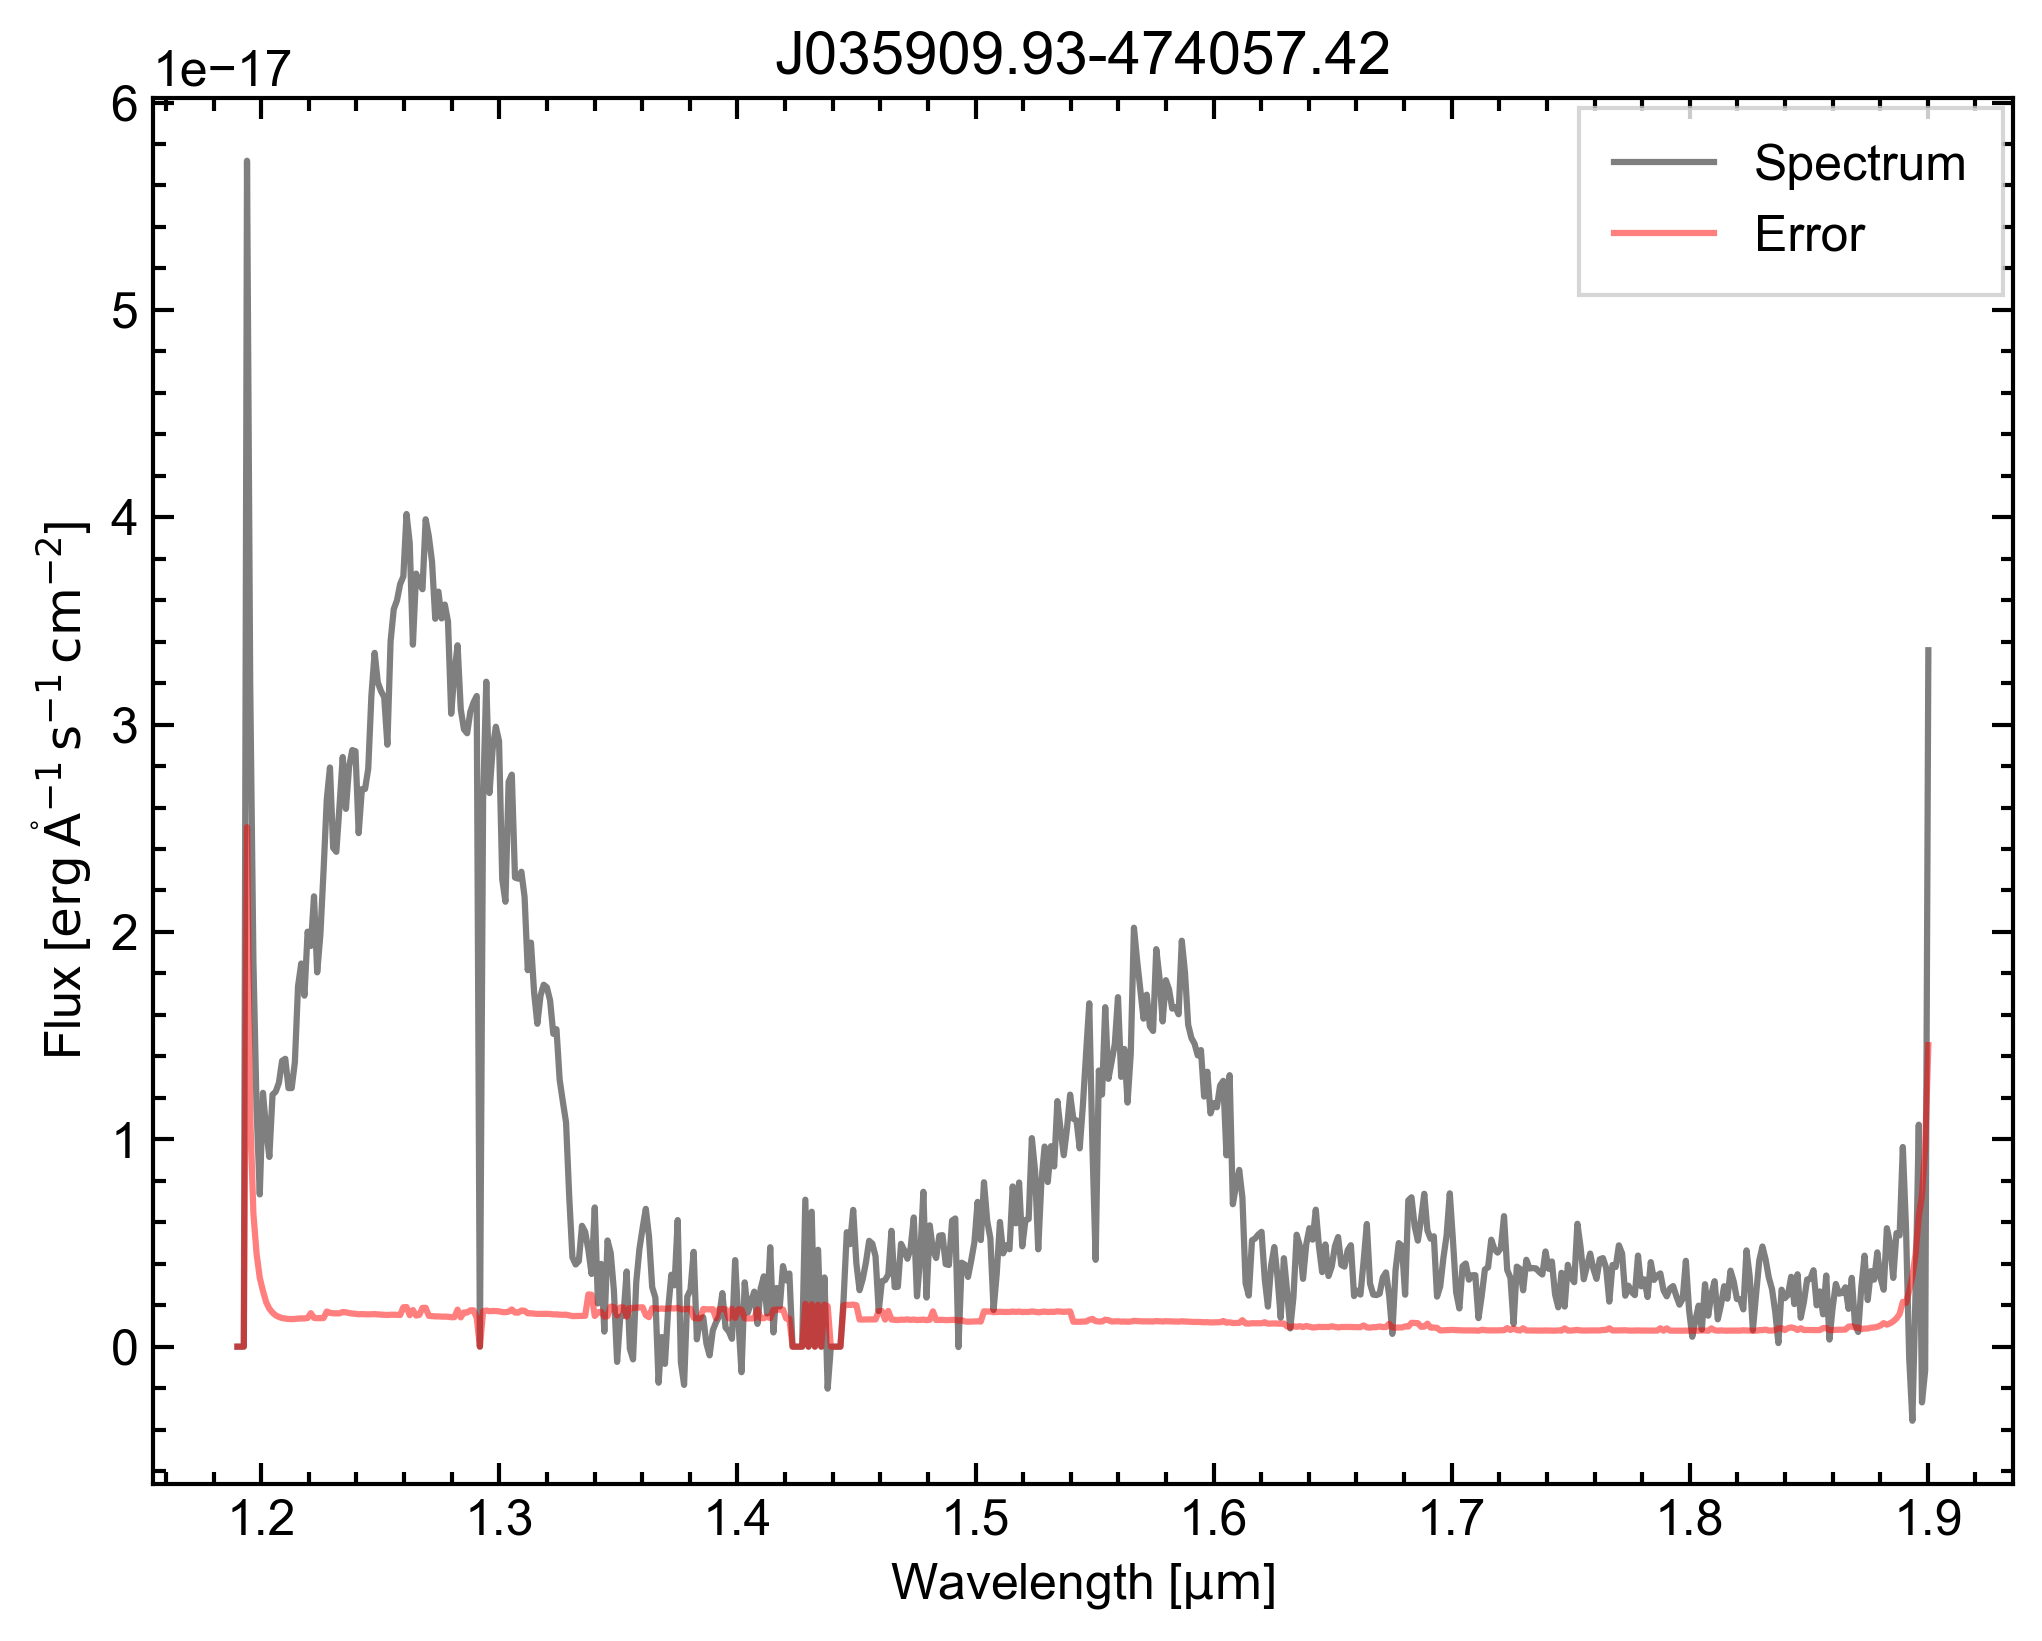 J035909.93-474057.42
1e−17
6
5
4
3
2
1
0
Flux [erg Å⁻¹ s⁻¹ cm⁻²]
Spectrum
Error
1.2 1.3 1.4 1.5 1.6 1.7 1.8 1.9
Wavelength [μm]